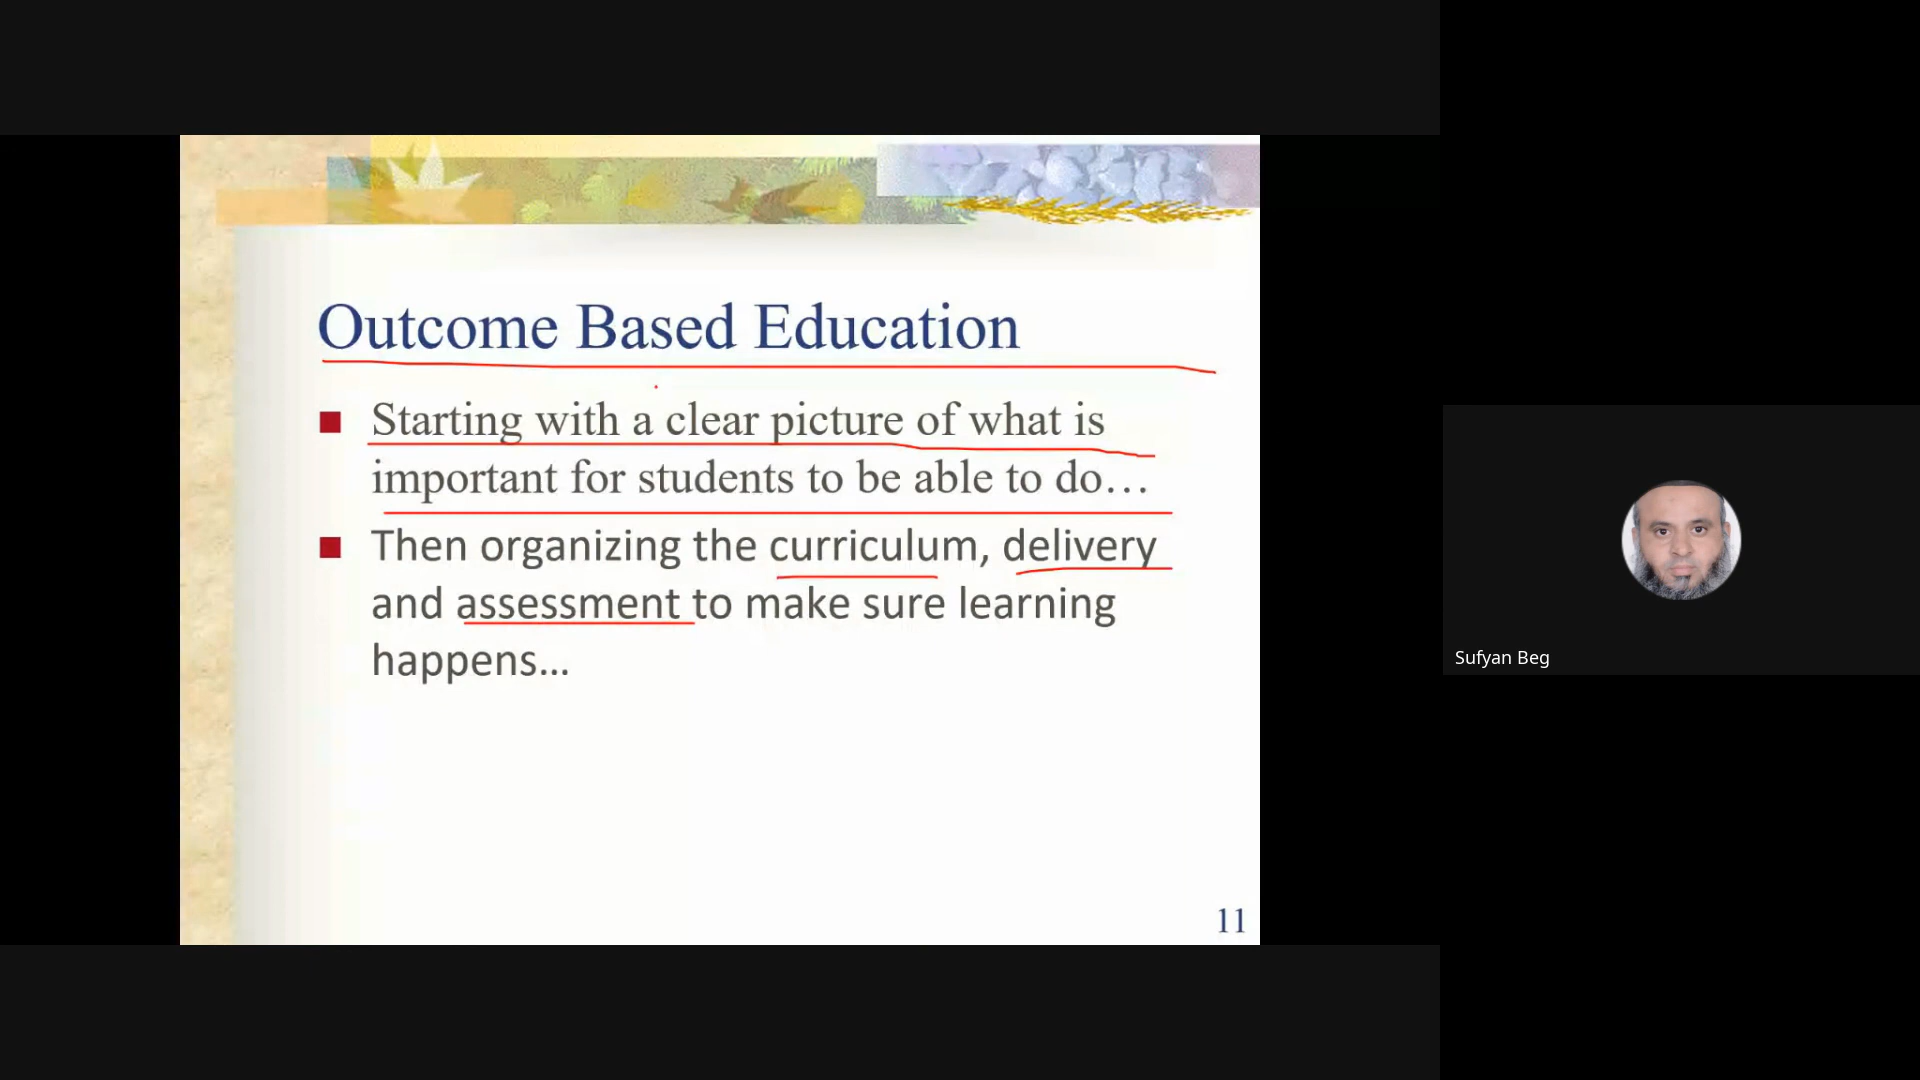 Outcome Based Education
■ Starting with a clear picture of what is
important for students to be able to do…
■ Then organizing the curriculum, delivery
and assessment to make sure learning
happens…
11
Sufyan Beg